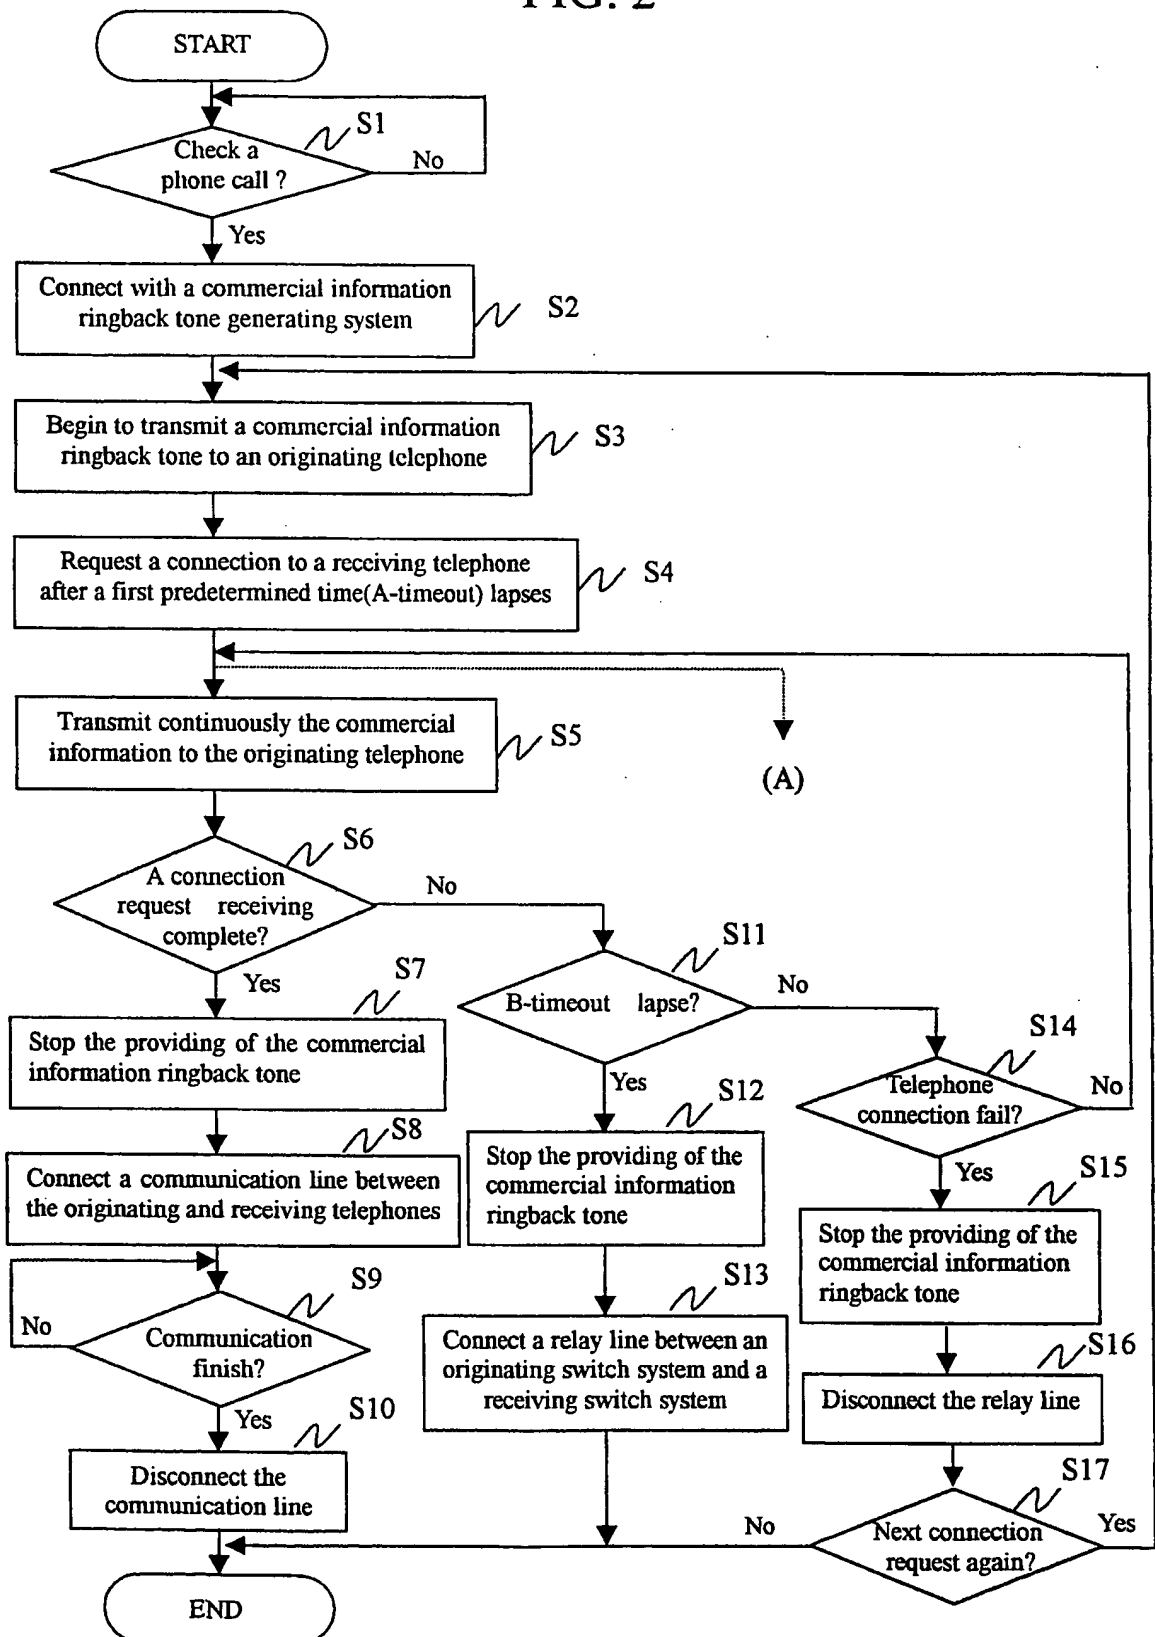 FIG. 2
START
S1
Check a
phone call ?
No
Yes
Connect with a commercial information
ringback tone generating system
S2
Begin to transmit a commercial information
ringback tone to an originating telephone
S3
Request a connection to a receiving telephone
after a first predetermined time(A-timeout) lapses
S4
Transmit continuously the commercial
information to the originating telephone
S5
(A)
S6
A connection
request receiving
complete?
No
Yes
S7
Stop the providing of the commercial
information ringback tone
S8
Connect a communication line between
the originating and receiving telephones
S9
Communication
finish?
No
Yes
S10
Disconnect the
communication line
S11
B-timeout lapse?
No
Yes
S12
Stop the providing of the
commercial information
ringback tone
S13
Connect a relay line between an
originating switch system and a
receiving switch system
S14
Telephone
connection fail?
No
Yes
S15
Stop the providing of the
commercial information
ringback tone
S16
Disconnect the relay line
S17
Next connection
request again?
No
Yes
END